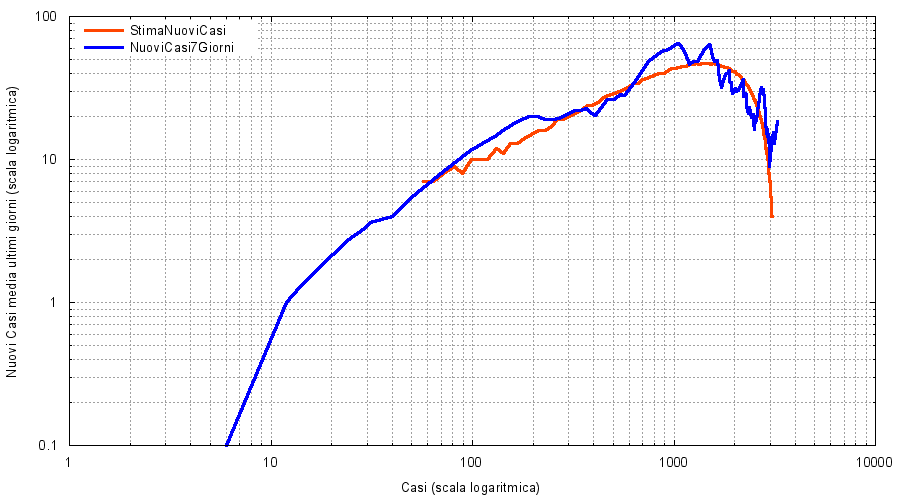 100
StimaNuoviCasi
NuoviCasi7Giorni
10
Nuovi Casi media ultimi giorni (scala logaritmica)
1
0.1
1 10 100 1000 10000
Casi (scala logaritmica)